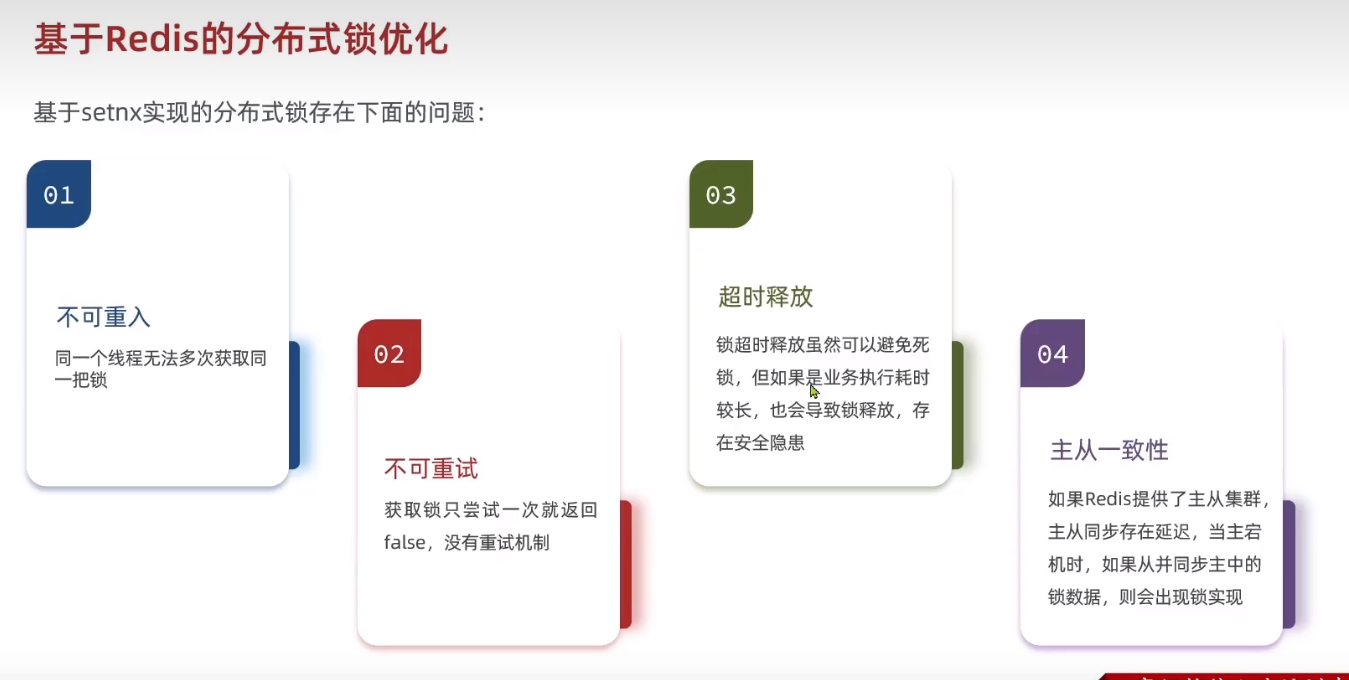 基于Redis的分布式锁优化
基于setnx实现的分布式锁存在下面的问题：
01
不可重入
同一个线程无法多次获取同
一把锁
02
不可重试
获取锁只尝试一次就返回
false，没有重试机制
03
超时释放
锁超时释放虽然可以避免死
锁，但如果是业务执行耗时
较长，也会导致锁释放，存
在安全隐患
04
主从一致性
如果Redis提供了主从集群，
主从同步存在延迟，当主宕
机时，如果从并同步主中的
锁数据，则会出现锁实现